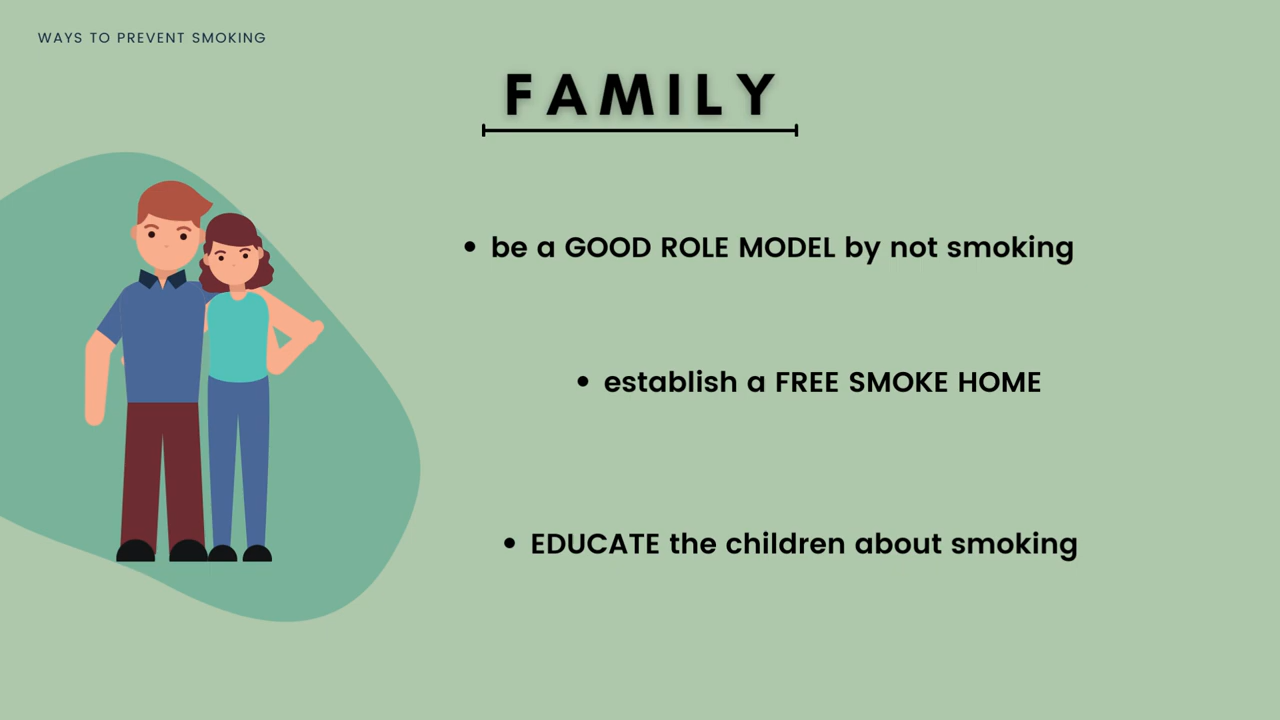 WAYS TO PREVENT SMOKING
FAMILY
• be a GOOD ROLE MODEL by not smoking
• establish a FREE SMOKE HOME
• EDUCATE the children about smoking